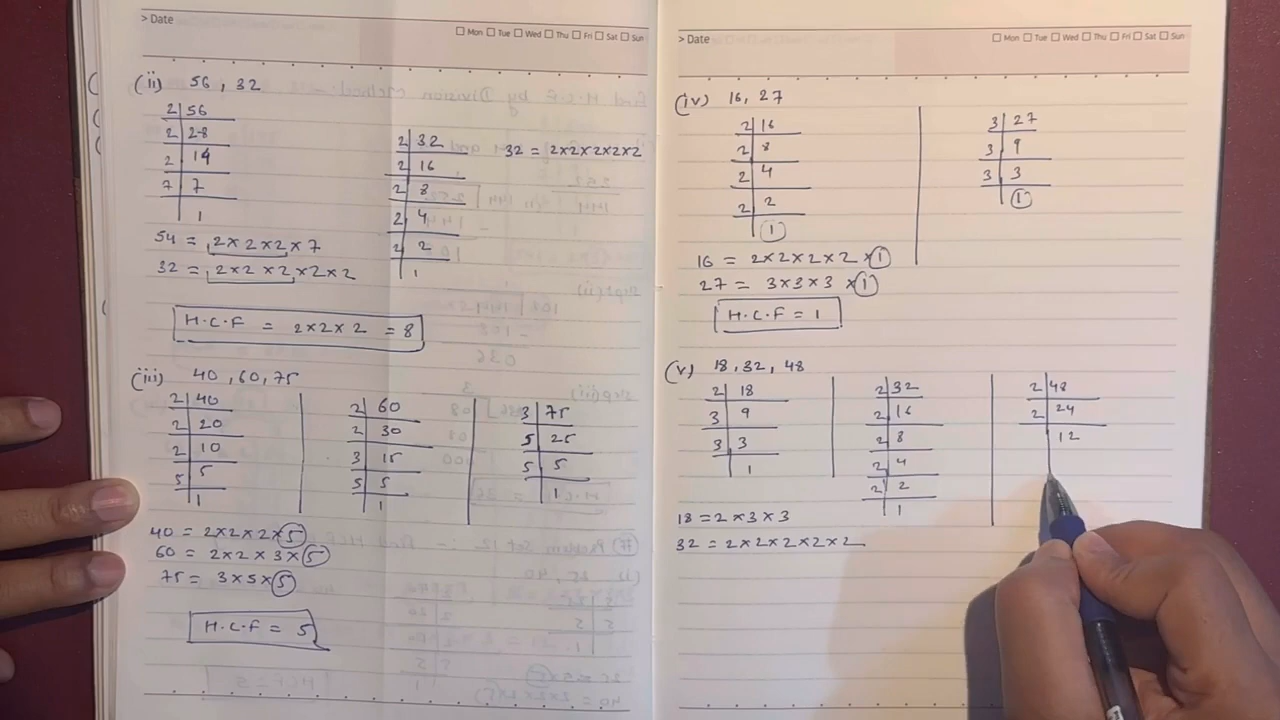 > Date
Mon Tue Wed Thu Fri Sat Sun
(ii) 56, 32
2 56
2 28
2 14
7 7
1
2 32
2 16
2 8
2 4
2 2
1
32 = 2×2×2×2×2
54 = 2×2×2×7
32 = 2×2×2×2×2
H.C.F = 2×2×2 = 8
(iii) 40, 60, 75
2 40
2 20
2 10
5 5
1
2 60
2 30
3 15
5 5
1
3 75
5 25
5 5
1
40 = 2×2×2×5
60 = 2×2×3×5
75 = 3×5×5
H.C.F = 5
> Date
Mon Tue Wed Thu Fri Sat Sun
(iv) 16, 27
2 16
2 8
2 4
2 2
1
3 27
3 9
3 3
1
16 = 2×2×2×2×1
27 = 3×3×3×1
H.C.F = 1
(v) 18, 32, 48
2 18
3 9
3 3
1
2 32
2 16
2 8
2 4
2 2
1
2 48
2 24
12
18 = 2×3×3
32 = 2×2×2×2×2